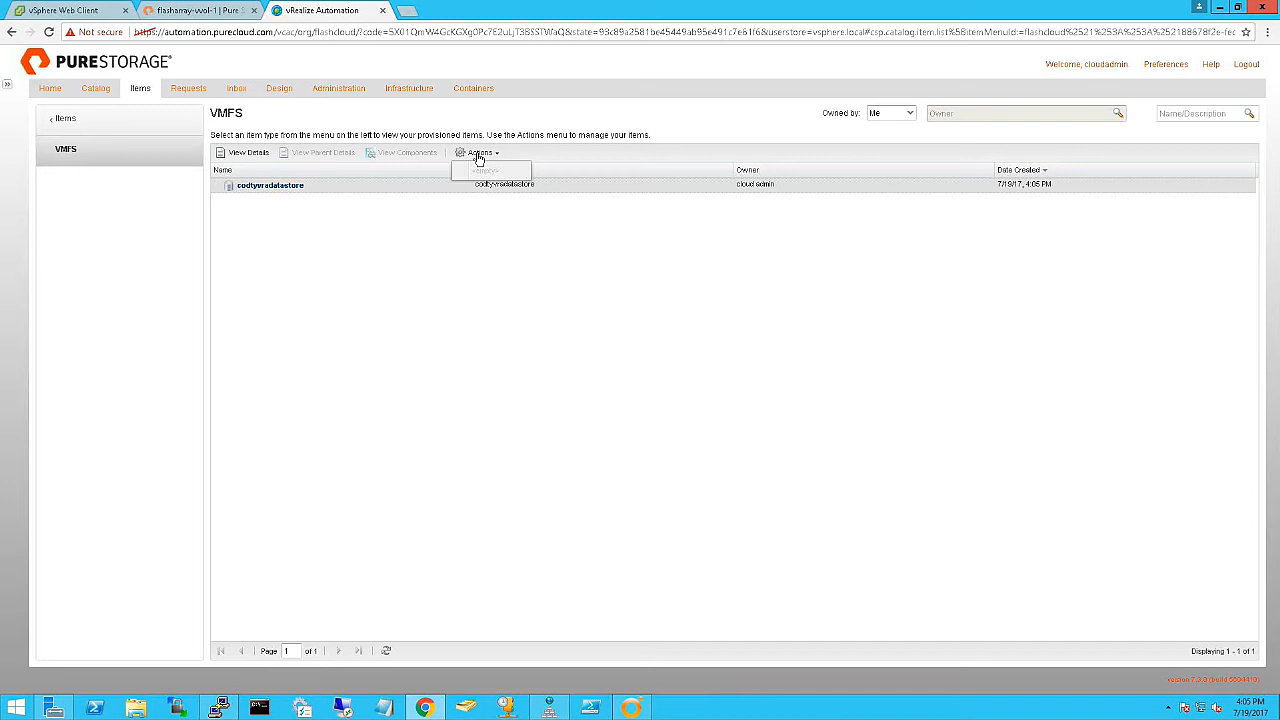 vSphere Web Client
flasharray-vvol-1 | Pure S
vRealize Automation
Not secure
PURESTORAGE
Welcome, cloudadmin.
Preferences
Help
Logout
Home
Catalog
Items
Requests
Inbox
Design
Administration
Infrastructure
Containers
Items
VMFS
VMFS
Owned by:
Me
Owner
Name/Description
Select an item type from the menu on the left to view your provisioned items. Use the Actions menu to manage your items.
View Details
View Parent Details
View Components
Actions
<empty>
Name
Owner
Date Created
codtyvradatastore
codtyvradatastore
cloud admin
7/19/17, 4:05 PM
Page 1 of 1
Displaying 1 - 1 of 1
4:05 PM
7/19/2017